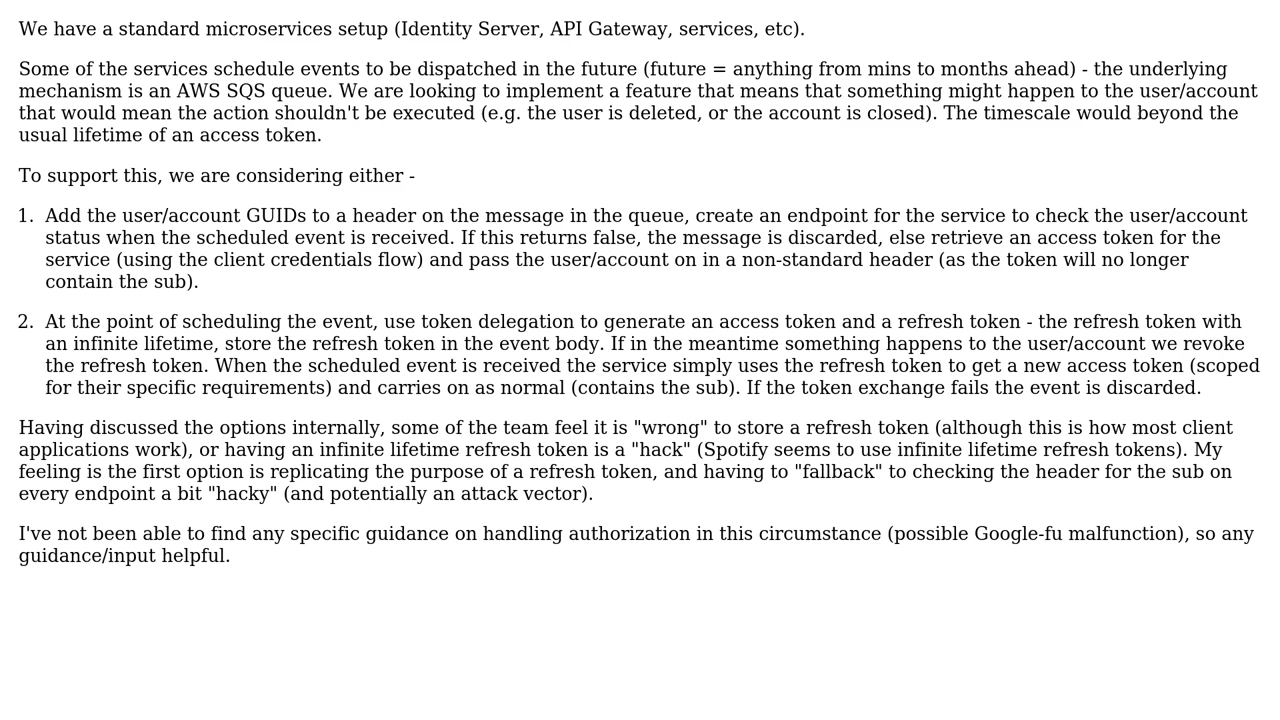 We have a standard microservices setup (Identity Server, API Gateway, services, etc).
Some of the services schedule events to be dispatched in the future (future = anything from mins to months ahead) - the underlying
mechanism is an AWS SQS queue. We are looking to implement a feature that means that something might happen to the user/account
that would mean the action shouldn't be executed (e.g. the user is deleted, or the account is closed). The timescale would beyond the
usual lifetime of an access token.
To support this, we are considering either -
1. Add the user/account GUIDs to a header on the message in the queue, create an endpoint for the service to check the user/account
status when the scheduled event is received. If this returns false, the message is discarded, else retrieve an access token for the
service (using the client credentials flow) and pass the user/account on in a non-standard header (as the token will no longer
contain the sub).
2. At the point of scheduling the event, use token delegation to generate an access token and a refresh token - the refresh token with
an infinite lifetime, store the refresh token in the event body. If in the meantime something happens to the user/account we revoke
the refresh token. When the scheduled event is received the service simply uses the refresh token to get a new access token (scoped
for their specific requirements) and carries on as normal (contains the sub). If the token exchange fails the event is discarded.
Having discussed the options internally, some of the team feel it is "wrong" to store a refresh token (although this is how most client
applications work), or having an infinite lifetime refresh token is a "hack" (Spotify seems to use infinite lifetime refresh tokens). My
feeling is the first option is replicating the purpose of a refresh token, and having to "fallback" to checking the header for the sub on
every endpoint a bit "hacky" (and potentially an attack vector).
I've not been able to find any specific guidance on handling authorization in this circumstance (possible Google-fu malfunction), so any
guidance/input helpful.